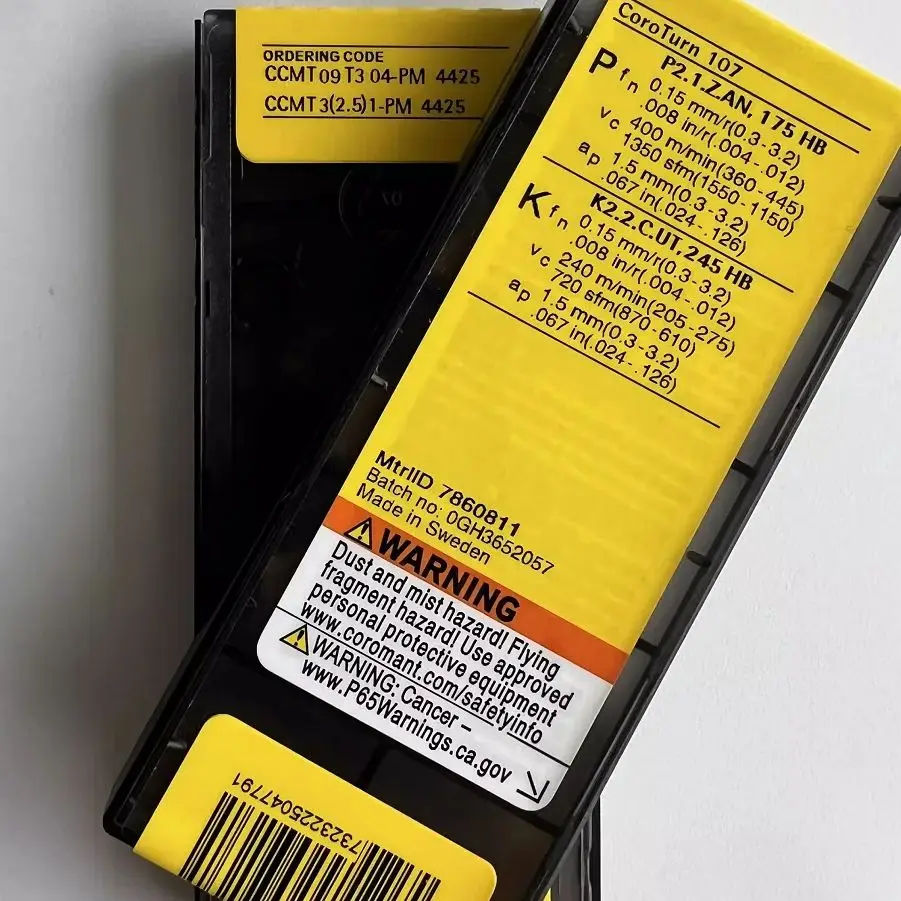 ORDERING CODE
CCMT 09 T3 04-PM 4425
CCMT 3(2.5)1-PM 4425
CoroTurn 107
P2.1.Z.AN, 175 HB
P fn 0.15 mm/r(0.3-3.2)
.008 in/r(.004-.012)
vc 400 m/min(360-445)
1350 sfm(1550-1150)
ap 1.5 mm(0.3-3.2)
.067 in(.024-.126)
K2.2.C.UT, 245 HB
K fn 0.15 mm/r(0.3-3.2)
.008 in/r(.004-.012)
vc 240 m/min(205-275)
720 sfm(870-610)
ap 1.5 mm(0.3-3.2)
.067 in(.024-.126)
MtrlID 7860811
Batch no: 0GH3652057
Made in Sweden
WARNING
Dust and mist hazard! Flying
fragment hazard! Use approved
personal protective equipment
www.coromant.com/safetyinfo
WARNING: Cancer –
www.P65Warnings.ca.gov
7323225047791